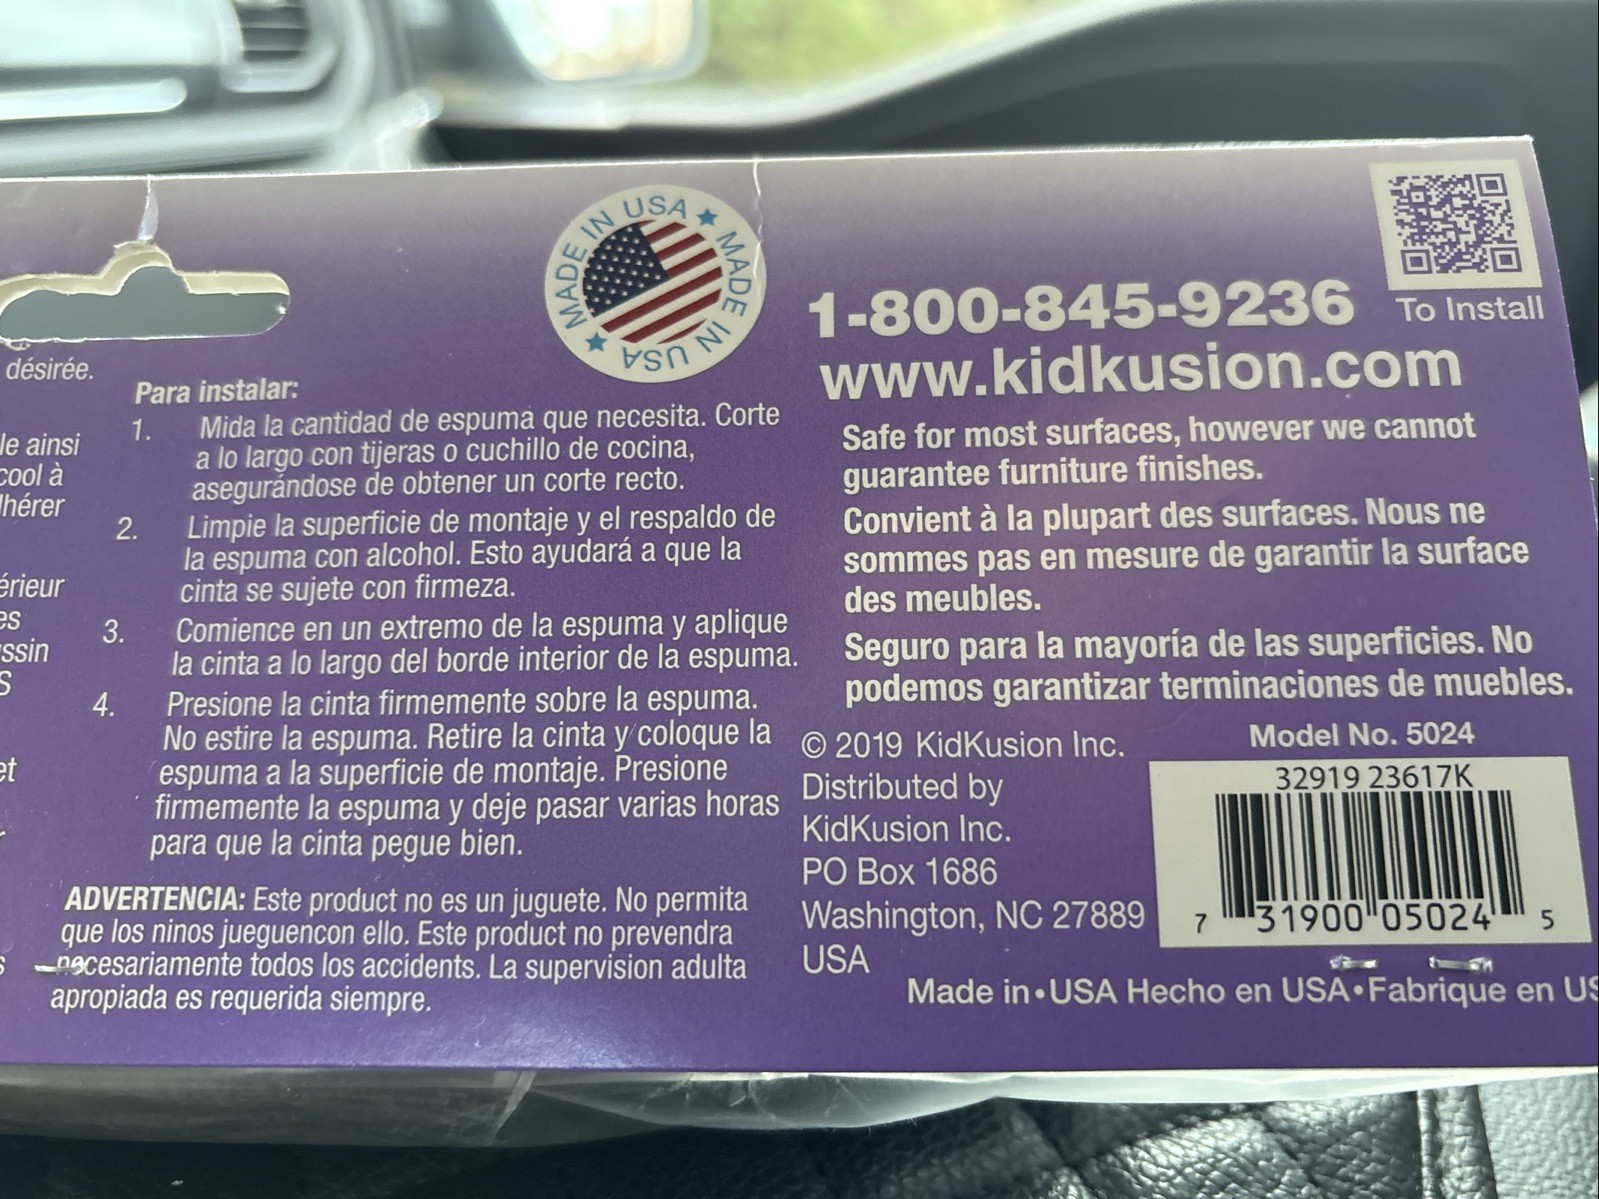 MADE IN USA ★ MADE IN USA ★
To Install
1-800-845-9236
www.kidkusion.com
désirée.
le ainsi
cool à
érieur
es
ssin
S
et
Para instalar:
1. Mida la cantidad de espuma que necesita. Corte
a lo largo con tijeras o cuchillo de cocina,
asegurándose de obtener un corte recto.
2. Limpie la superficie de montaje y el respaldo de
la espuma con alcohol. Esto ayudará a que la
cinta se sujete con firmeza.
3. Comience en un extremo de la espuma y aplique
la cinta a lo largo del borde interior de la espuma.
4. Presione la cinta firmemente sobre la espuma.
No estire la espuma. Retire la cinta y coloque la
espuma a la superficie de montaje. Presione
firmemente la espuma y deje pasar varias horas
para que la cinta pegue bien.
ADVERTENCIA: Este product no es un juguete. No permita
que los ninos jueguencon ello. Este product no prevendra
necesariamente todos los accidents. La supervision adulta
apropiada es requerida siempre.
Safe for most surfaces, however we cannot
guarantee furniture finishes.
Convient à la plupart des surfaces. Nous ne
sommes pas en mesure de garantir la surface
des meubles.
Seguro para la mayoría de las superficies. No
podemos garantizar terminaciones de muebles.
© 2019 KidKusion Inc.
Distributed by
KidKusion Inc.
PO Box 1686
Washington, NC 27889
USA
Model No. 5024
32919 23617K
7 31900 05024 5
Made in•USA Hecho en USA•Fabrique en US